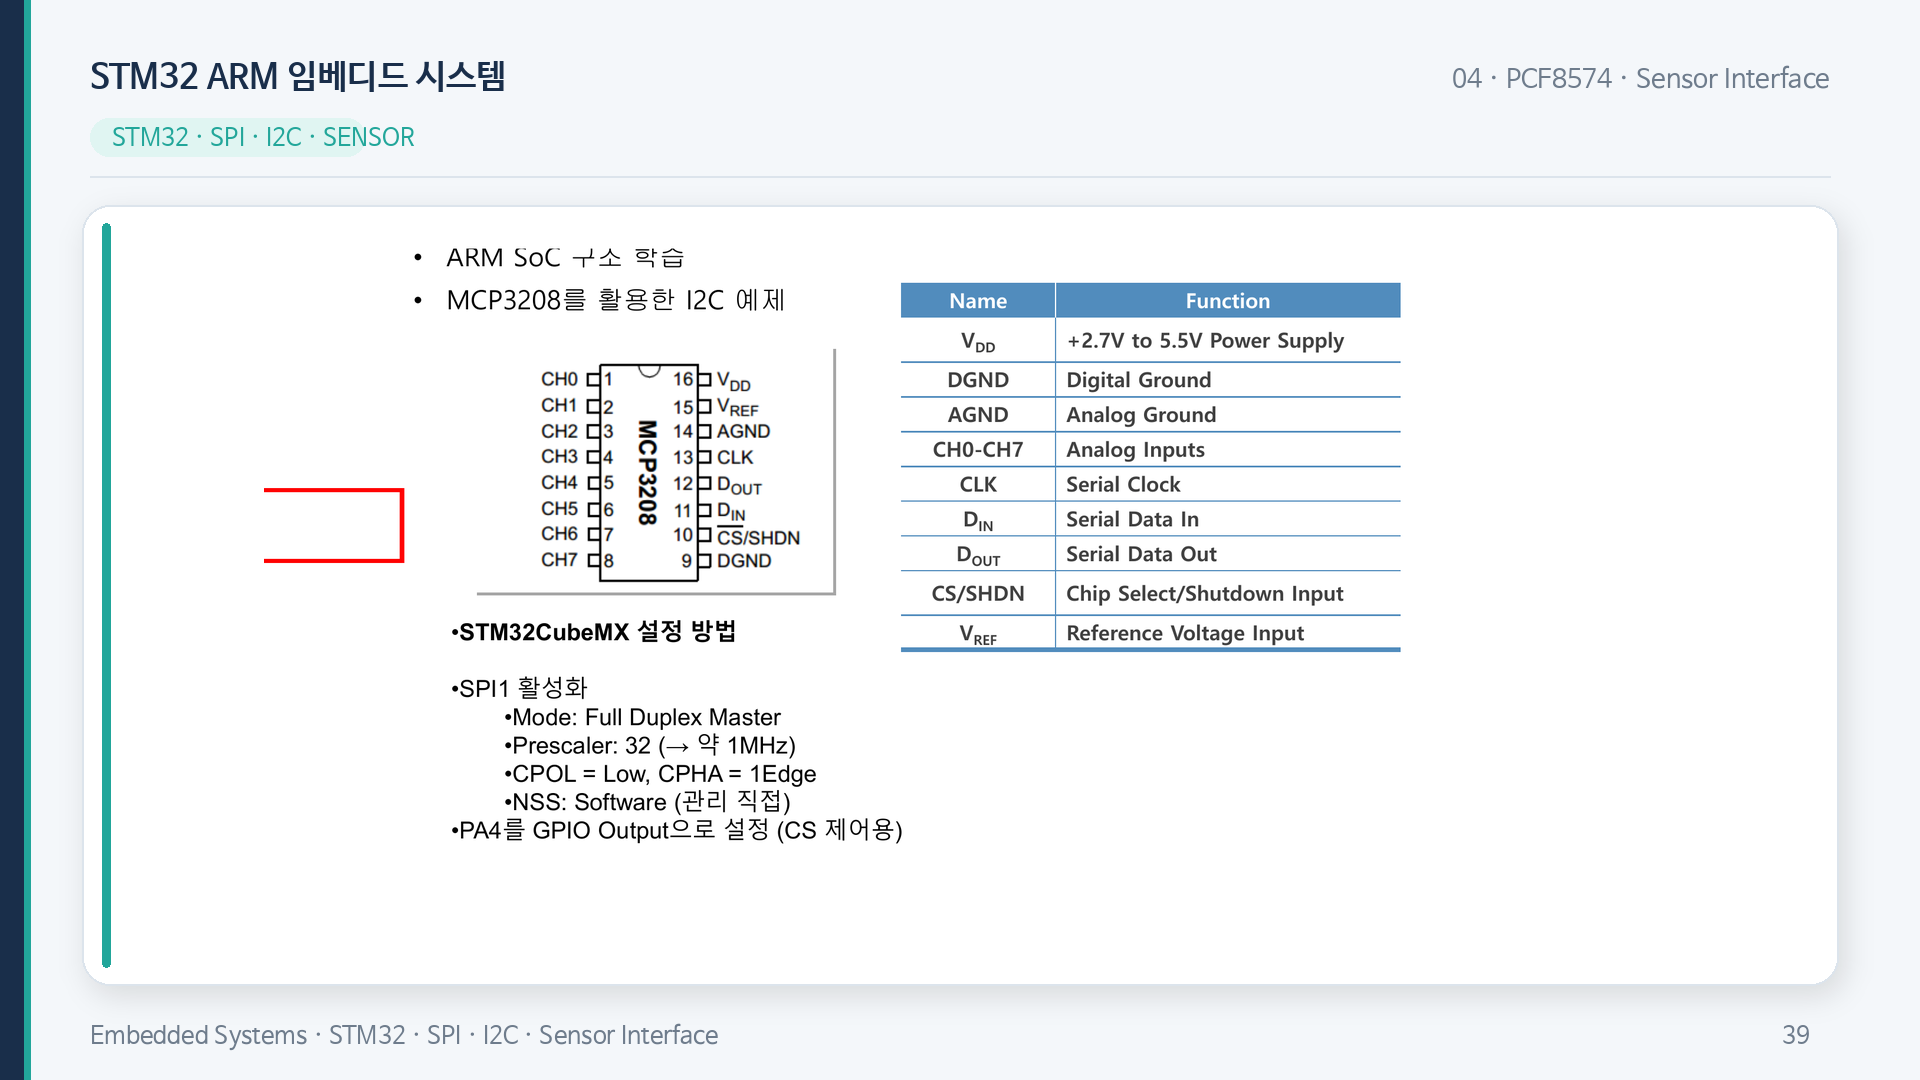 STM32 ARM 임베디드 시스템
04 · PCF8574 · Sensor Interface
STM32 · SPI · I2C · SENSOR
• ARM SoC 구조 학습
• MCP3208를 활용한 I2C 예제
CH0 1 16 VDD
CH1 2 15 VREF
CH2 3 14 AGND
CH3 4 13 CLK
CH4 5 12 DOUT
CH5 6 11 DIN
CH6 7 10 CS/SHDN
CH7 8 9 DGND
MCP3208
Name Function
VDD +2.7V to 5.5V Power Supply
DGND Digital Ground
AGND Analog Ground
CH0-CH7 Analog Inputs
CLK Serial Clock
DIN Serial Data In
DOUT Serial Data Out
CS/SHDN Chip Select/Shutdown Input
VREF Reference Voltage Input
•STM32CubeMX 설정 방법
•SPI1 활성화
•Mode: Full Duplex Master
•Prescaler: 32 (→ 약 1MHz)
•CPOL = Low, CPHA = 1Edge
•NSS: Software (관리 직접)
•PA4를 GPIO Output으로 설정 (CS 제어용)
Embedded Systems · STM32 · SPI · I2C · Sensor Interface
39